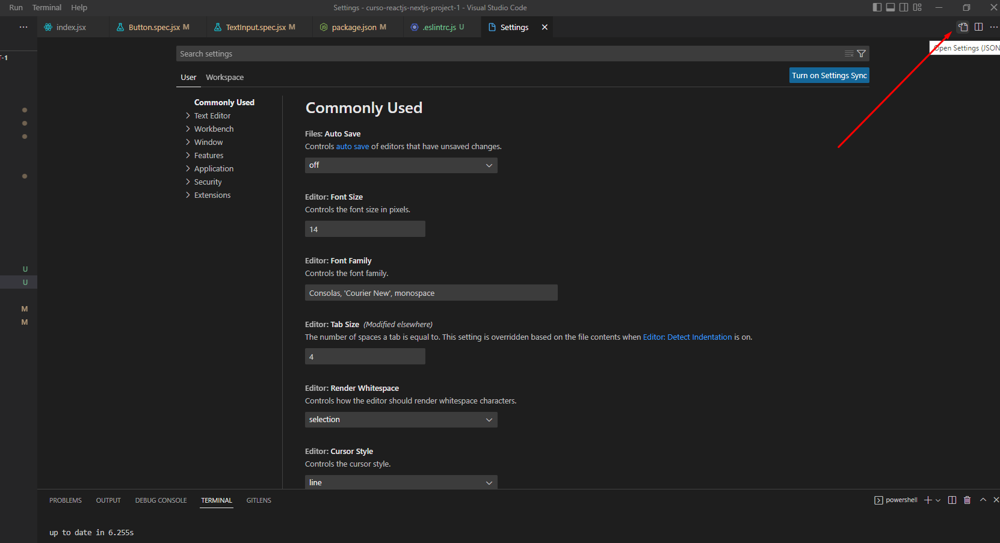 Run Terminal Help
Settings - curso-reactjs-nextjs-project-1 - Visual Studio Code
index.jsx
Button.spec.jsx M
TextInput.spec.jsx M
package.json M
.eslintrc.js U
Settings
Open Settings (JSON
-1
Search settings
User Workspace
Turn on Settings Sync
Commonly Used
Text Editor
Workbench
Window
Features
Application
Security
Extensions
Commonly Used
Files: Auto Save
Controls auto save of editors that have unsaved changes.
off
Editor: Font Size
Controls the font size in pixels.
14
Editor: Font Family
Controls the font family.
Consolas, 'Courier New', monospace
Editor: Tab Size (Modified elsewhere)
The number of spaces a tab is equal to. This setting is overridden based on the file contents when Editor: Detect Indentation is on.
4
Editor: Render Whitespace
Controls how the editor should render whitespace characters.
selection
Editor: Cursor Style
Controls the cursor style.
line
U
U
M
M
PROBLEMS OUTPUT DEBUG CONSOLE TERMINAL GITLENS
powershell
up to date in 6.255s